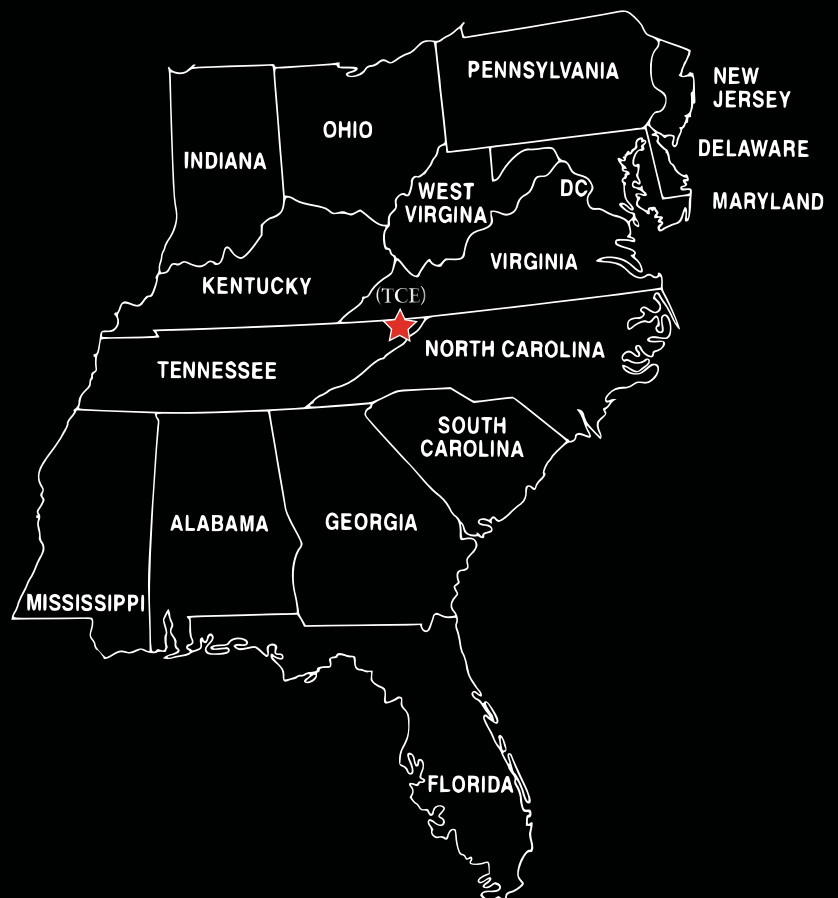 PENNSYLVANIA
NEW
JERSEY
OHIO
DELAWARE
INDIANA
WEST
VIRGINA
DC
MARYLAND
VIRGINIA
KENTUCKY
(TCE)
NORTH CAROLINA
TENNESSEE
SOUTH
CAROLINA
ALABAMA
GEORGIA
MISSISSIPPI
FLORIDA